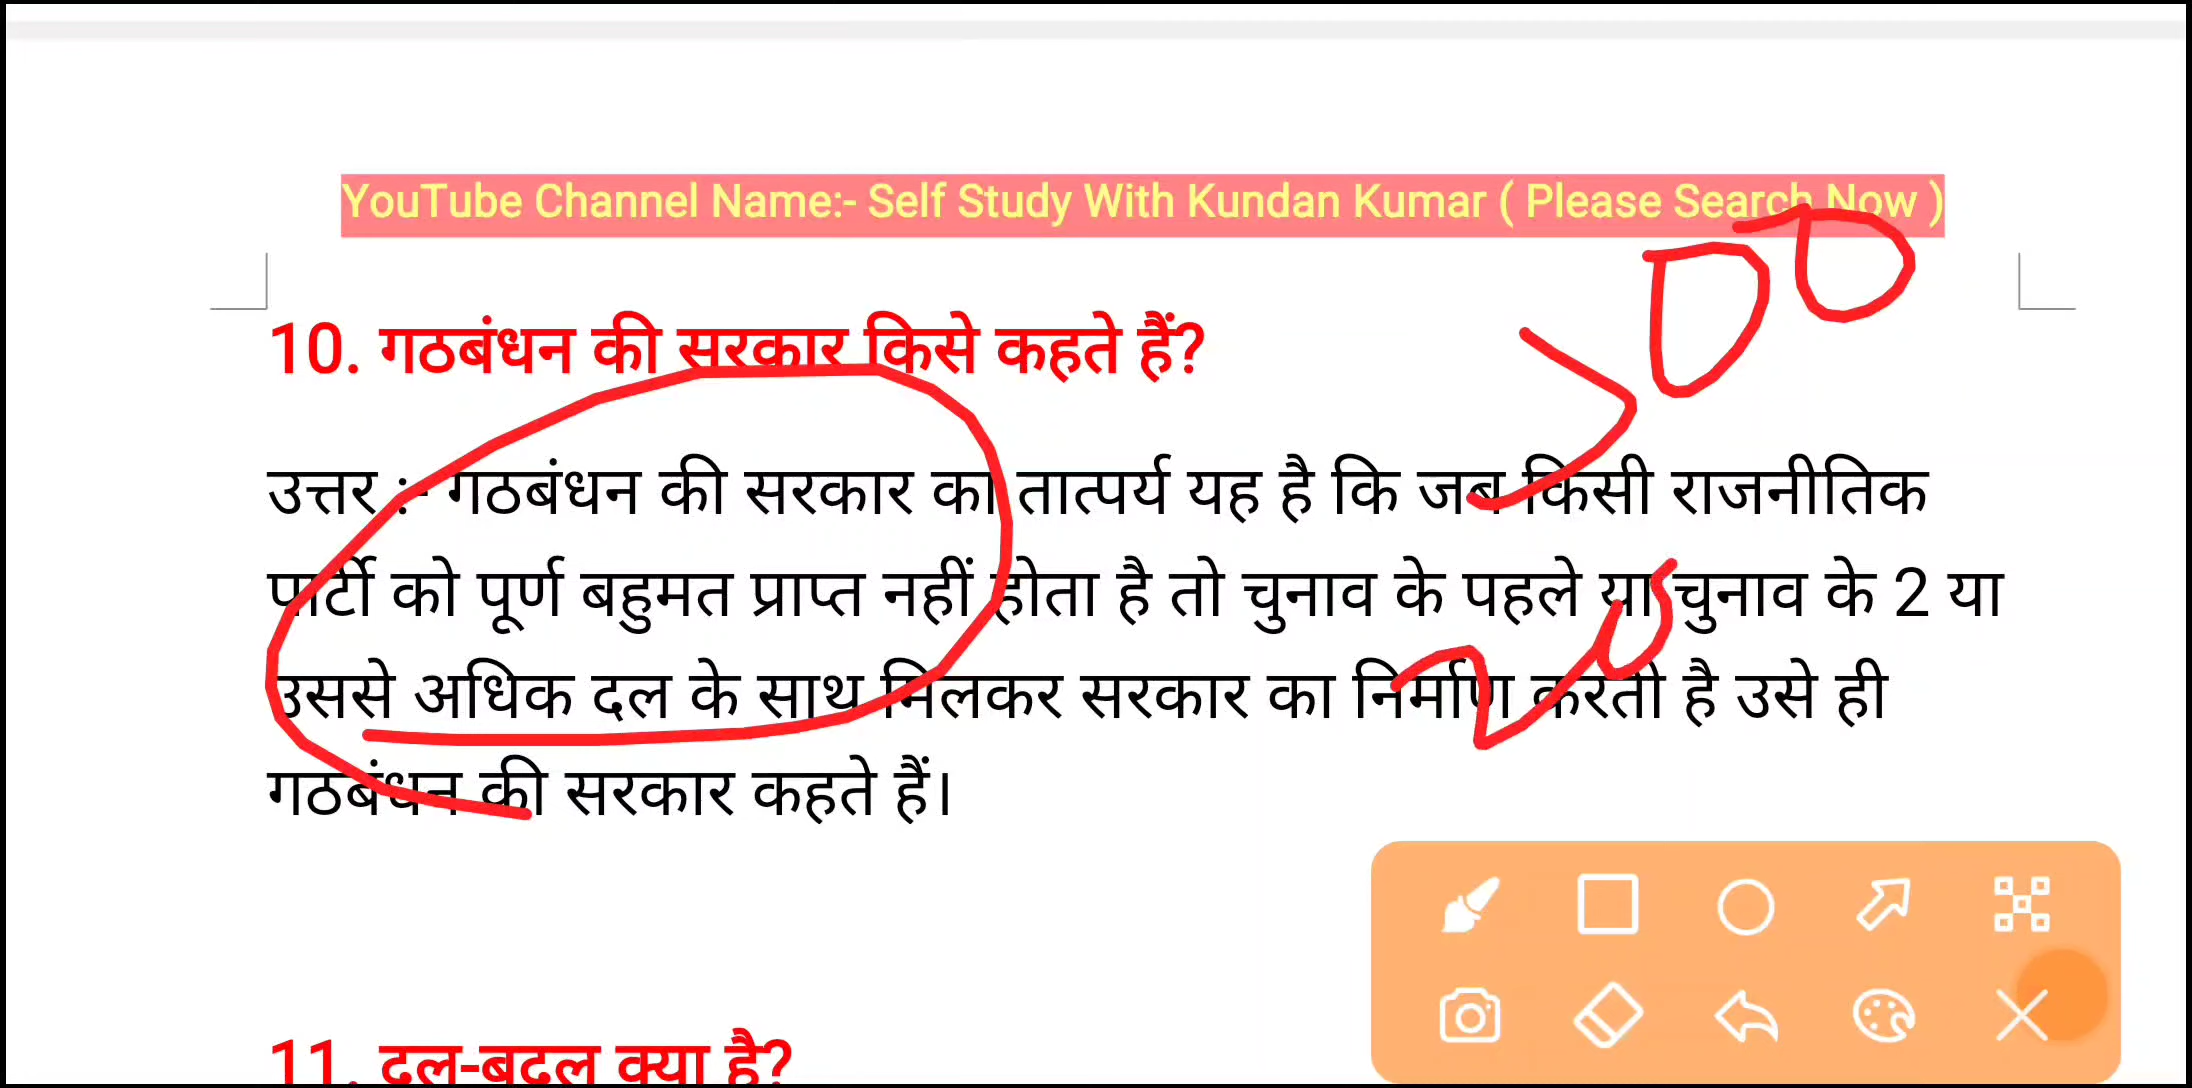 YouTube Channel Name:- Self Study With Kundan Kumar ( Please Search Now )
10. गठबंधन की सरकार किसे कहते हैं?
उत्तर :- गठबंधन की सरकार का तात्पर्य यह है कि जब किसी राजनीतिक
पार्टी को पूर्ण बहुमत प्राप्त नहीं होता है तो चुनाव के पहले या चुनाव के 2 या
उससे अधिक दल के साथ मिलकर सरकार का निर्माण करती है उसे ही
गठबंधन की सरकार कहते हैं।
11. दल-बदल क्या है?